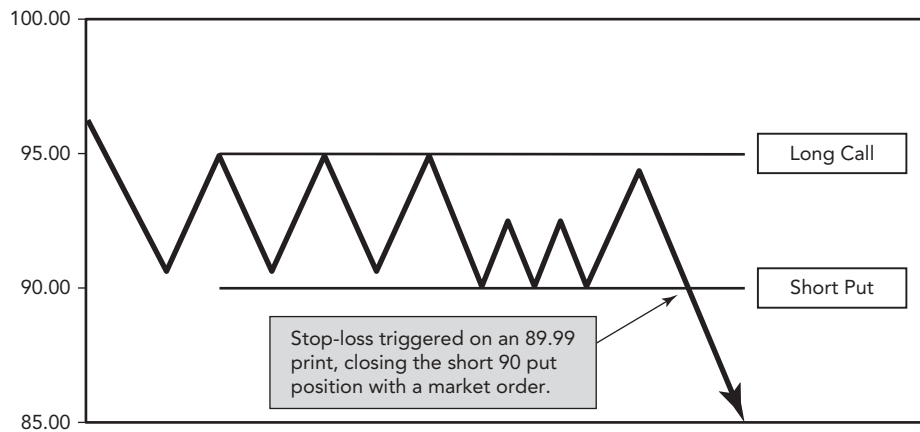 100.00
95.00
Long Call
90.00
Short Put
Stop-loss triggered on an 89.99
print, closing the short 90 put
position with a market order.
85.00